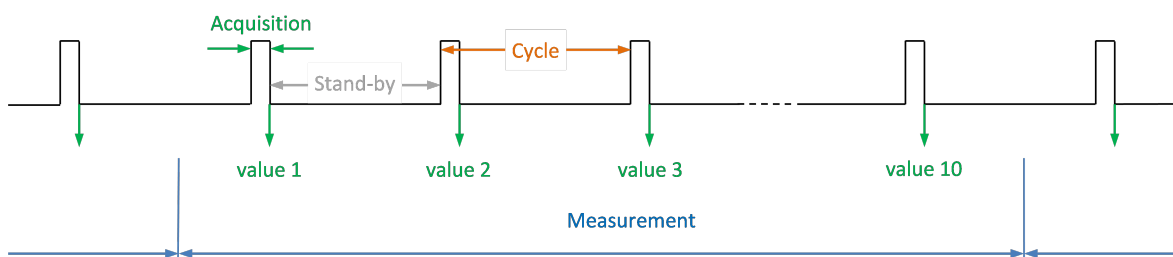 Acquisition
Cycle
Stand-by
value 1
value 2
value 3
value 10
Measurement